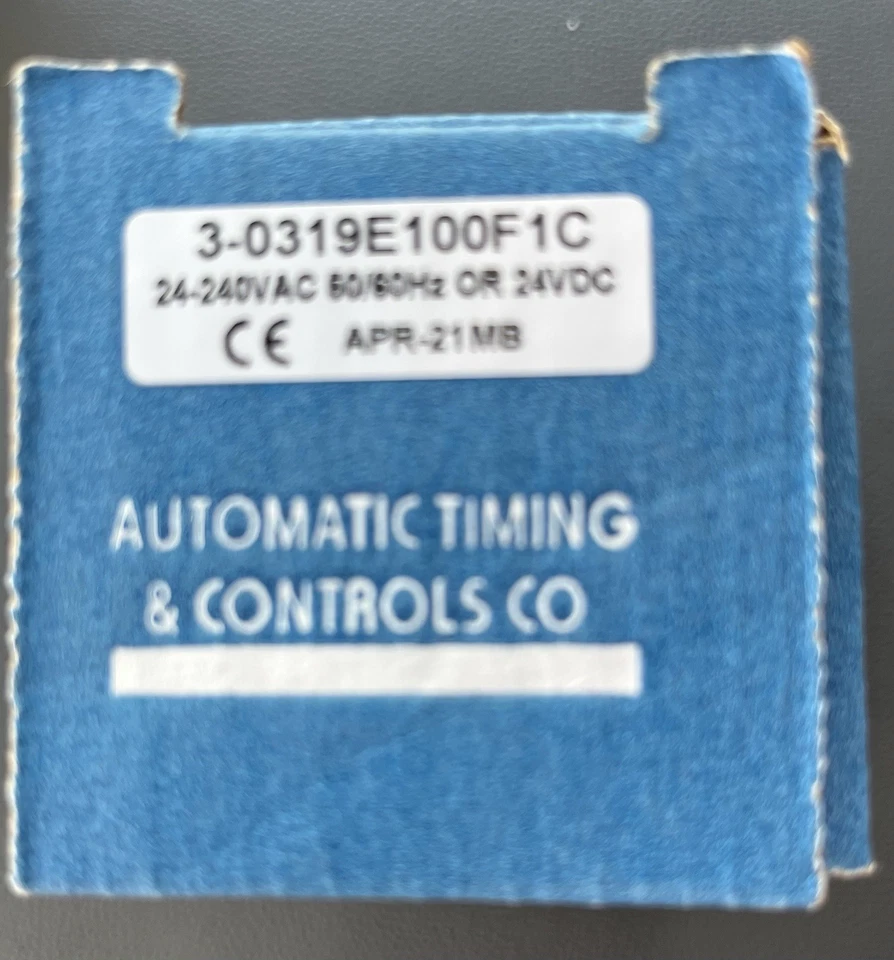 3-0319E100F1C
24-240VAC 50/60Hz OR 24VDC
CE APR-21MB
AUTOMATIC TIMING
& CONTROLS CO